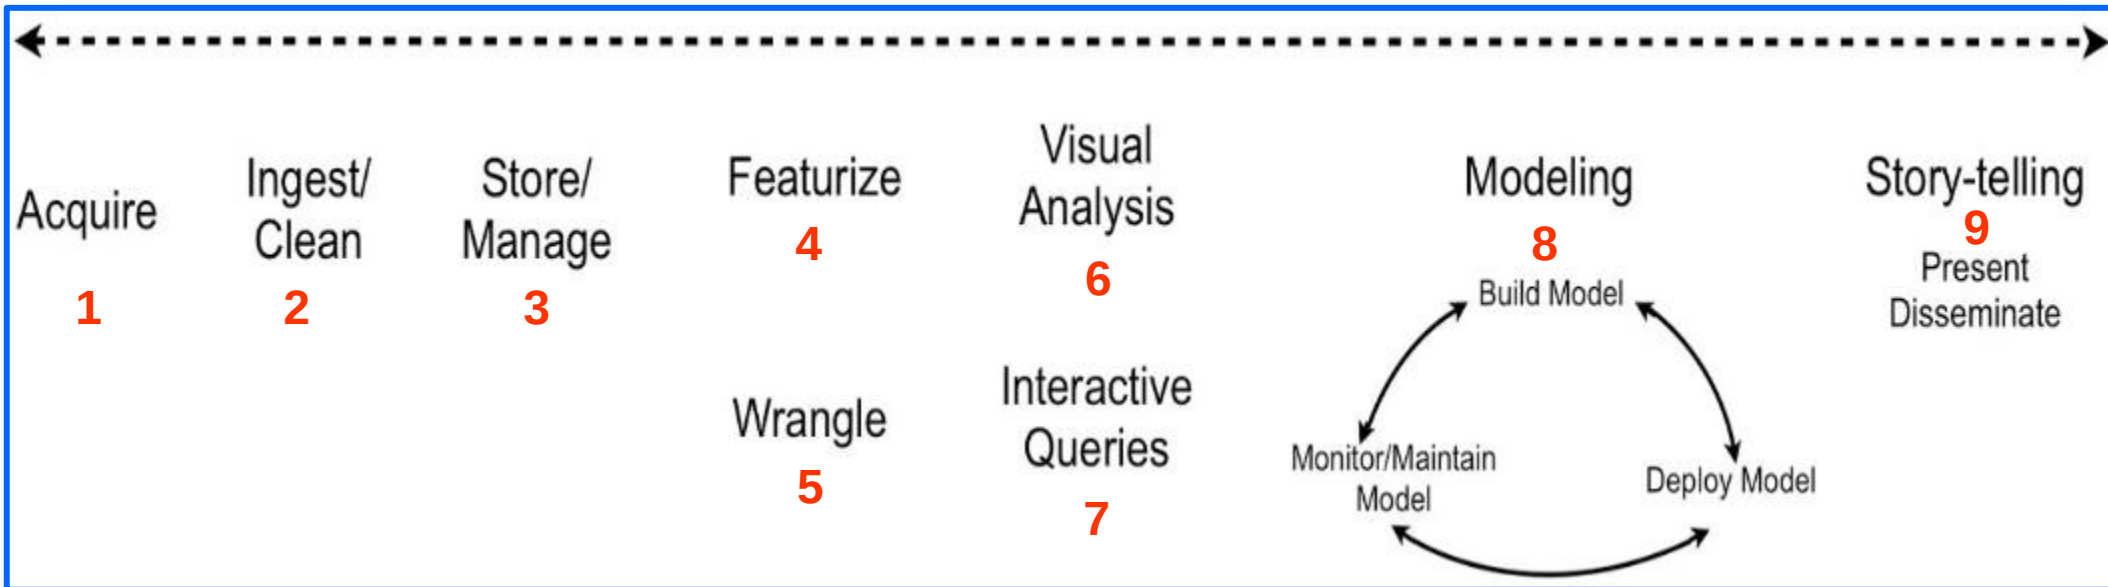 Acquire
1
Ingest/
Clean
2
Store/
Manage
3
Featurize
4
Wrangle
5
Visual
Analysis
6
Interactive
Queries
7
Modeling
8
Build Model
Monitor/Maintain
Model
Deploy Model
Story-telling
9
Present
Disseminate